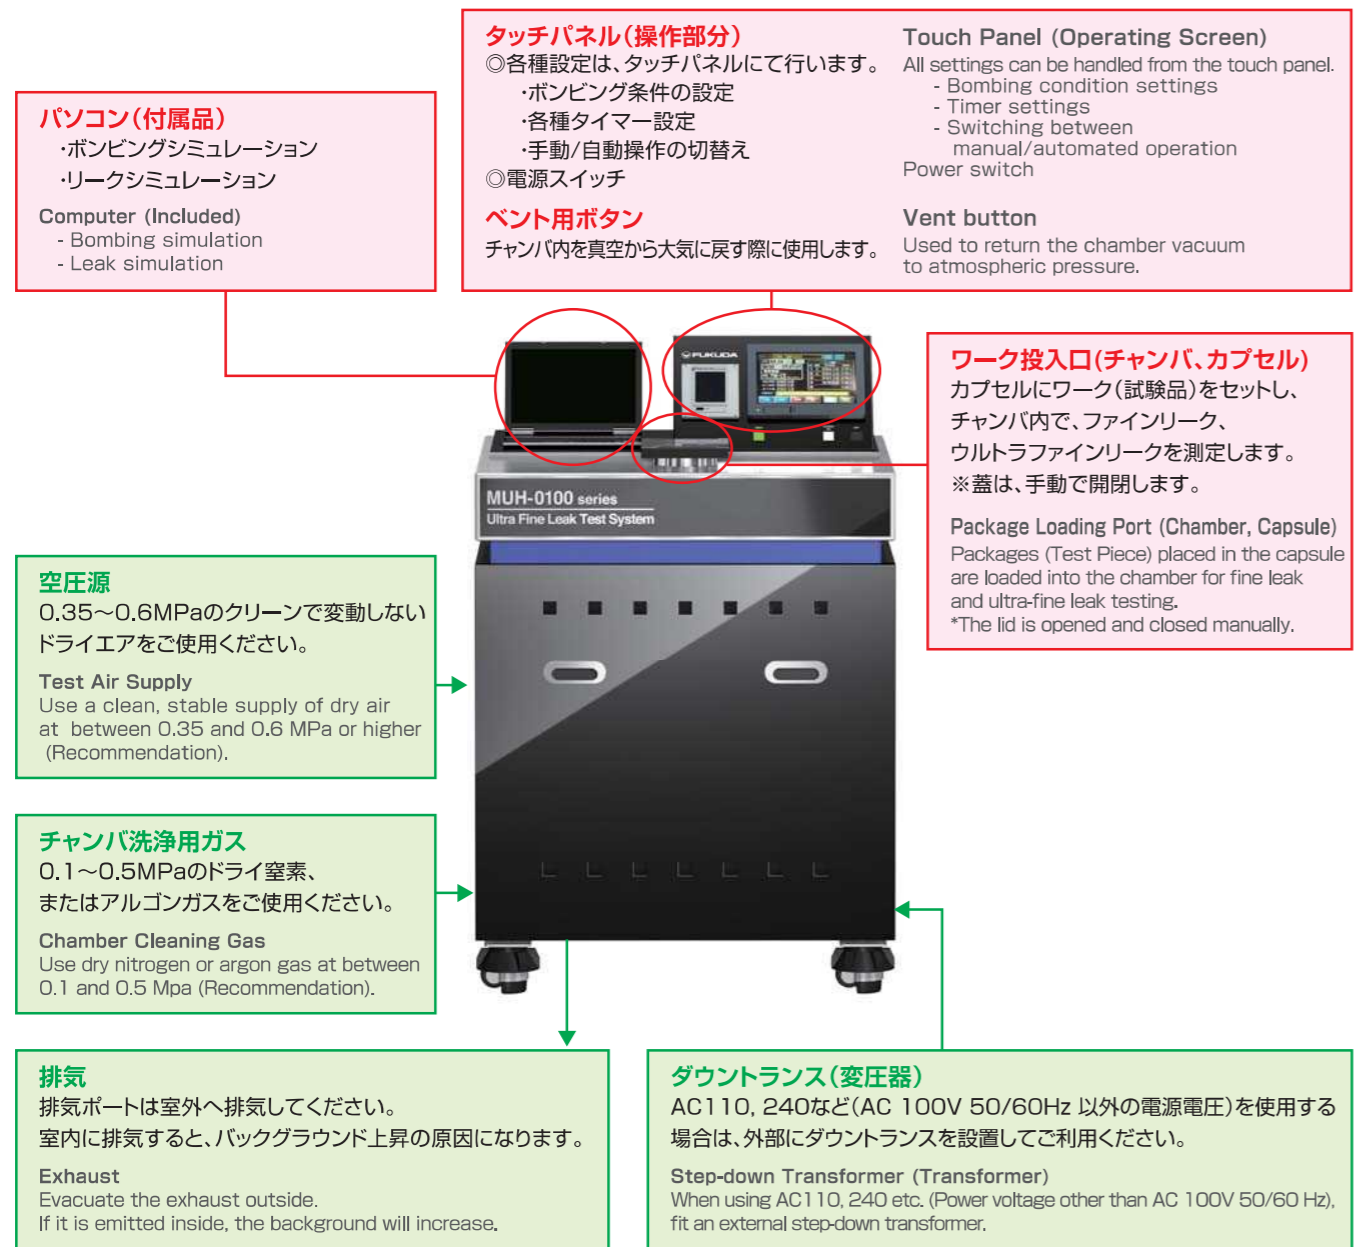 タッチパネル(操作部分)
◎各種設定は、タッチパネルにて行います。
・ボンビング条件の設定
・各種タイマー設定
・手動/自動操作の切替え
◎電源スイッチ
ベント用ボタン
チャンバ内を真空から大気に戻す際に使用します。
Touch Panel (Operating Screen)
All settings can be handled from the touch panel.
- Bombing condition settings
- Timer settings
- Switching between
manual/automated operation
Power switch
Vent button
Used to return the chamber vacuum
to atmospheric pressure.
パソコン(付属品)
・ボンビングシミュレーション
・リークシミュレーション
Computer (Included)
- Bombing simulation
- Leak simulation
FUKUDA
MUH-0100 series
Ultra Fine Leak Test System
ワーク投入口(チャンバ、カプセル)
カプセルにワーク(試験品)をセットし、
チャンバ内で、ファインリーク、
ウルトラファインリークを測定します。
※蓋は、手動で開閉します。
Package Loading Port (Chamber, Capsule)
Packages (Test Piece) placed in the capsule
are loaded into the chamber for fine leak
and ultra-fine leak testing.
*The lid is opened and closed manually.
空圧源
0.35～0.6MPaのクリーンで変動しない
ドライエアをご使用ください。
Test Air Supply
Use a clean, stable supply of dry air
at between 0.35 and 0.6 MPa or higher
(Recommendation).
チャンバ洗浄用ガス
0.1～0.5MPaのドライ窒素、
またはアルゴンガスをご使用ください。
Chamber Cleaning Gas
Use dry nitrogen or argon gas at between
0.1 and 0.5 Mpa (Recommendation).
排気
排気ポートは室外へ排気してください。
室内に排気すると、バックグラウンド上昇の原因になります。
Exhaust
Evacuate the exhaust outside.
If it is emitted inside, the background will increase.
ダウントランス(変圧器)
AC110, 240など(AC 100V 50/60Hz 以外の電源電圧)を使用する
場合は、外部にダウントランスを設置してご利用ください。
Step-down Transformer (Transformer)
When using AC110, 240 etc. (Power voltage other than AC 100V 50/60 Hz),
fit an external step-down transformer.